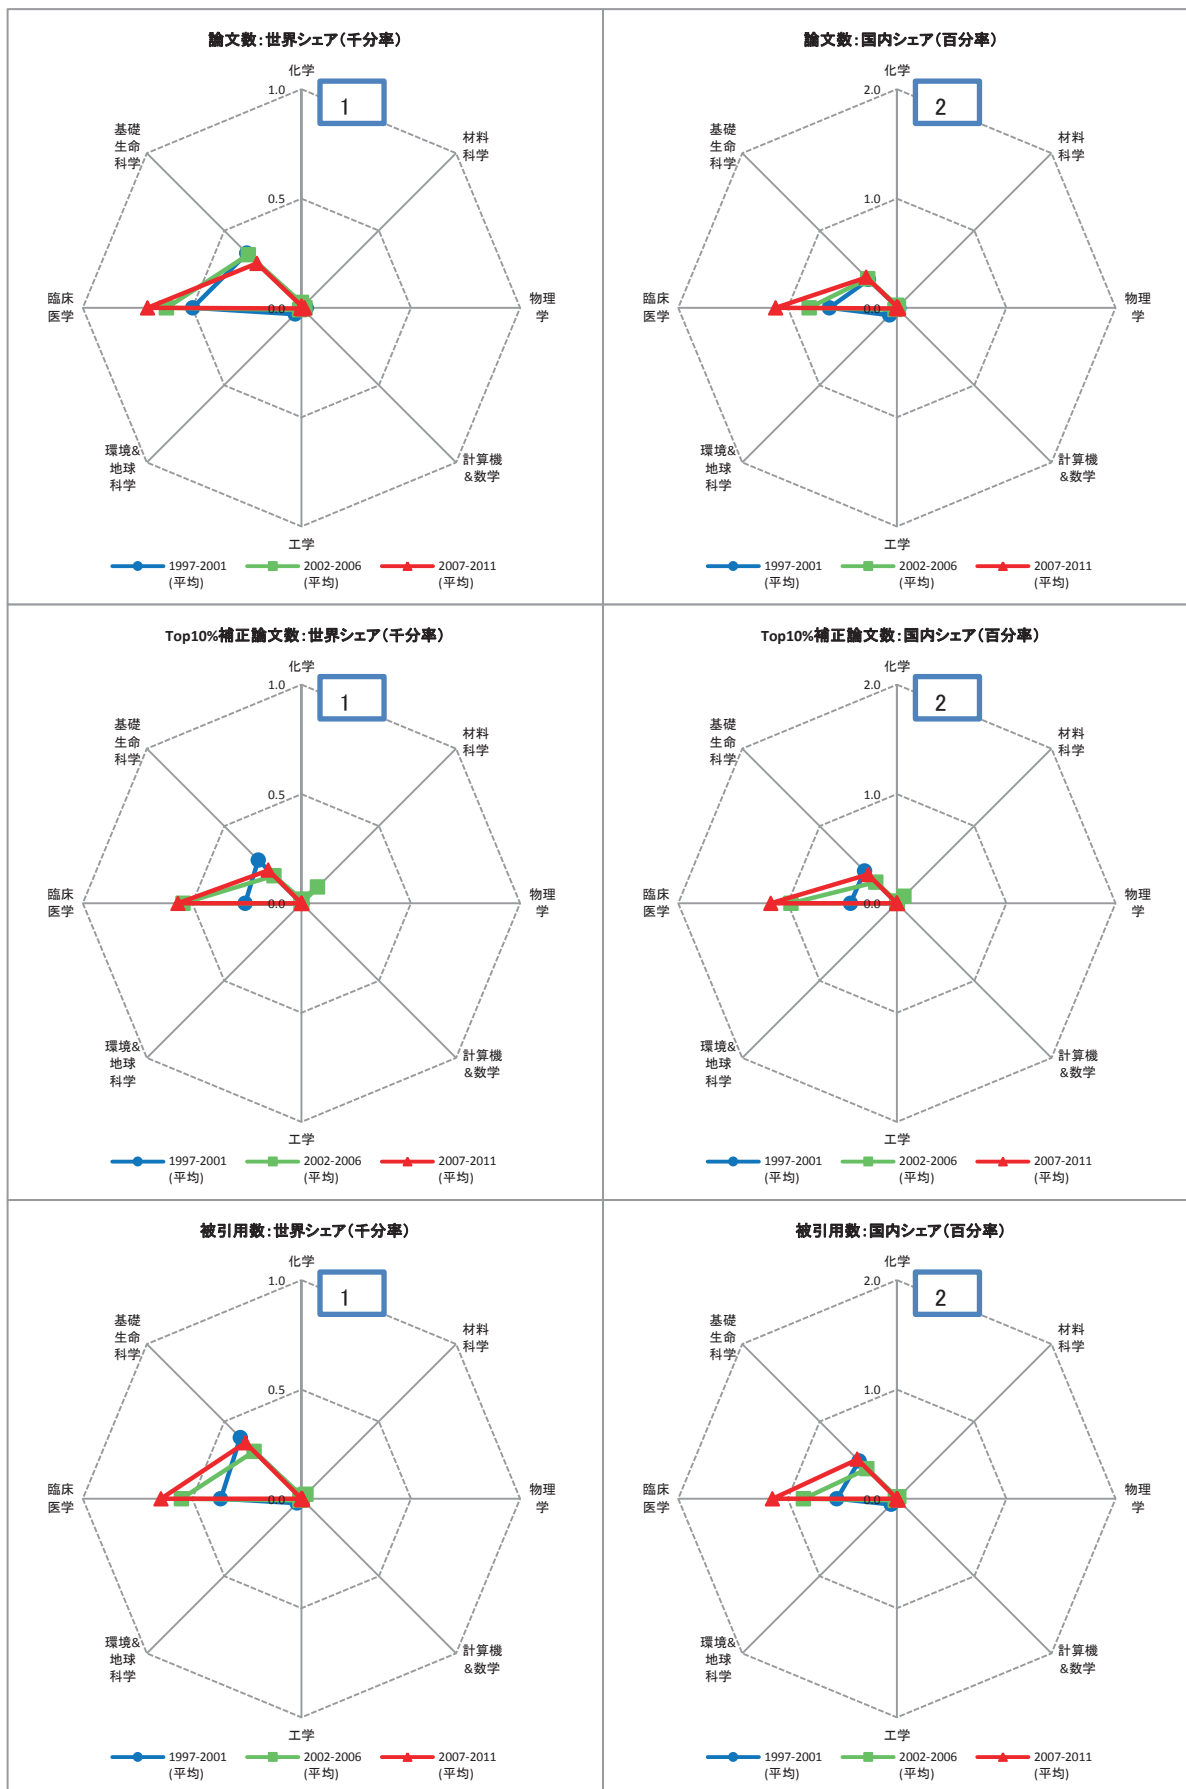 論文数：世界シェア（千分率）
化学
1.0
1
基礎
生命
科学
材料
科学
0.5
臨床
医学
0.0
物理
学
環境&
地球
科学
計算機
&数学
工学
1997-2001
(平均)
2002-2006
(平均)
2007-2011
(平均)
論文数：国内シェア（百分率）
化学
2.0
2
基礎
生命
科学
材料
科学
1.0
臨床
医学
0.0
物理
学
環境&
地球
科学
計算機
&数学
工学
1997-2001
(平均)
2002-2006
(平均)
2007-2011
(平均)
Top10%補正論文数：世界シェア（千分率）
化学
1.0
1
基礎
生命
科学
材料
科学
0.5
臨床
医学
0.0
物理
学
環境&
地球
科学
計算機
&数学
工学
1997-2001
(平均)
2002-2006
(平均)
2007-2011
(平均)
Top10%補正論文数：国内シェア（百分率）
化学
2.0
2
基礎
生命
科学
材料
科学
1.0
臨床
医学
0.0
物理
学
環境&
地球
科学
計算機
&数学
工学
1997-2001
(平均)
2002-2006
(平均)
2007-2011
(平均)
被引用数：世界シェア（千分率）
化学
1.0
1
基礎
生命
科学
材料
科学
0.5
臨床
医学
0.0
物理
学
環境&
地球
科学
計算機
&数学
工学
1997-2001
(平均)
2002-2006
(平均)
2007-2011
(平均)
被引用数：国内シェア（百分率）
化学
2.0
2
基礎
生命
科学
材料
科学
1.0
臨床
医学
0.0
物理
学
環境&
地球
科学
計算機
&数学
工学
1997-2001
(平均)
2002-2006
(平均)
2007-2011
(平均)